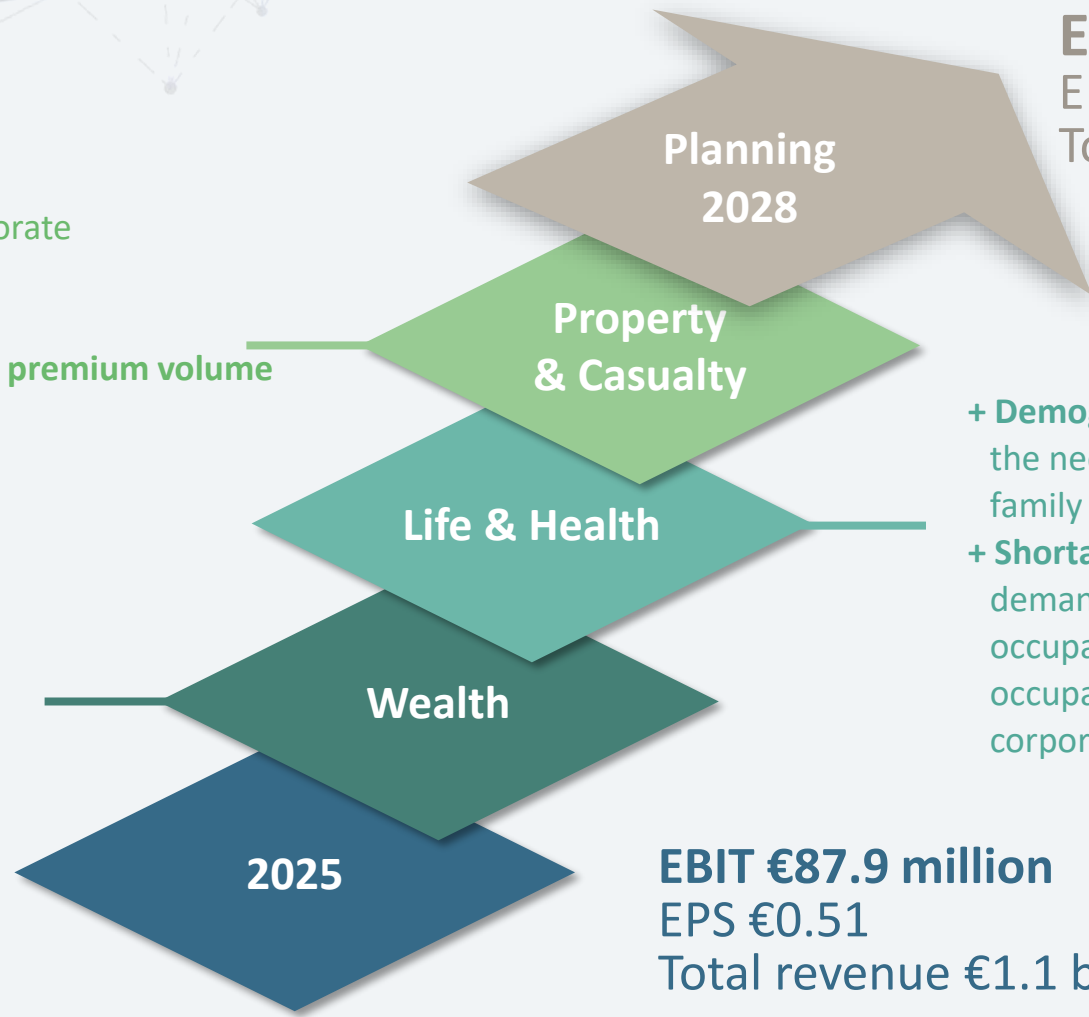 E
E
To
Planning
2028
orate
Property
& Casualty
premium volume
+ Demo
the ne
family
+ Shorta
deman
occupa
occupa
corpor
Life & Health
Wealth
2025
EBIT €87.9 million
EPS €0.51
Total revenue €1.1 b